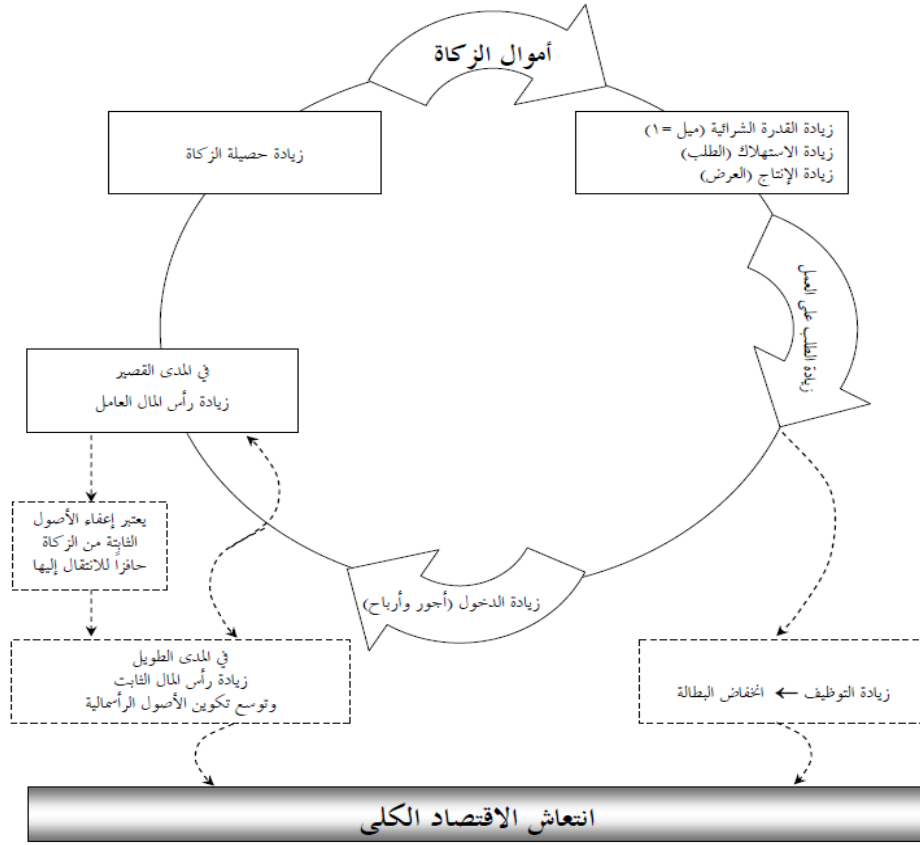 أموال الزكاة
زيادة القدرة الشرائية (ميل =١)
زيادة الاستهلاك (الطلب)
زيادة الإنتاج (العرض)
زيادة حصيلة الزكاة
زيادة الطلب على العمل
في المدى القصير
زيادة رأس المال العامل
يعتبر إعفاء الأصول
الثابتة من الزكاة
حافزاً للانتقال إليها
زيادة الدخول (أجور وأرباح)
في المدى الطويل
زيادة رأس المال الثابت
وتوسع تكوين الأصول الرأسمالية
زيادة التوظيف ← انخفاض البطالة
انتعاش الاقتصاد الكلي